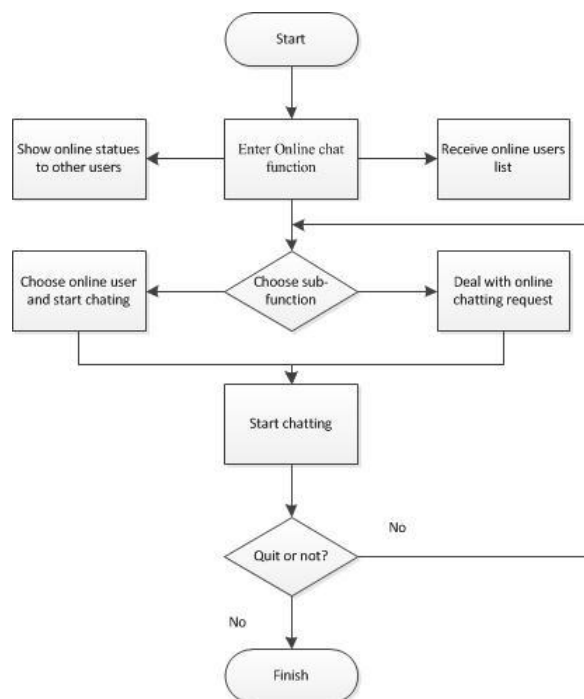 Start
Show online statues
to other users
Enter Online chat
function
Receive online users
list
Choose online user
and start chating
Choose sub-
function
Deal with online
chatting request
Start chatting
No
Quit or not?
No
Finish